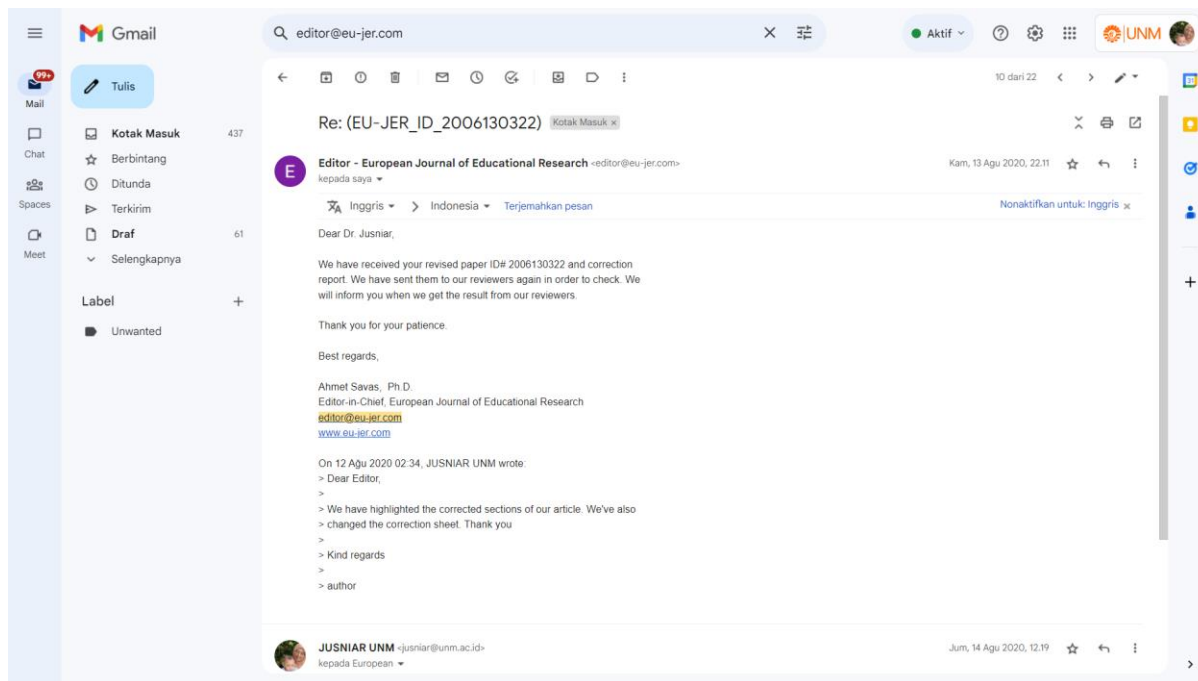 Gmail
editor@eu-jer.com
Aktif
UNM
99+
Mail
Chat
Spaces
Meet
Tulis
Kotak Masuk 437
Berbintang
Ditunda
Terkirim
Draf 61
Selengkapnya
Label
Unwanted
10 dari 22
Re: (EU-JER_ID_2006130322) Kotak Masuk x
E
Editor - European Journal of Educational Research <editor@eu-jer.com>
Kam, 13 Agu 2020, 22.11
kepada saya
Inggris > Indonesia Terjemahkan pesan
Nonaktifkan untuk: Inggris x
Dear Dr. Jusniar,
We have received your revised paper ID# 2006130322 and correction
report. We have sent them to our reviewers again in order to check. We
will inform you when we get the result from our reviewers.
Thank you for your patience.
Best regards,
Ahmet Savas, Ph.D.
Editor-in-Chief, European Journal of Educational Research
editor@eu-jer.com
www.eu-jer.com
On 12 Ağu 2020 02:34, JUSNIAR UNM wrote:
> Dear Editor,
>
> We have highlighted the corrected sections of our article. We've also
> changed the correction sheet. Thank you
>
> Kind regards
>
> author
JUSNIAR UNM <jusniar@unm.ac.id>
Jum, 14 Agu 2020, 12.19
kepada European